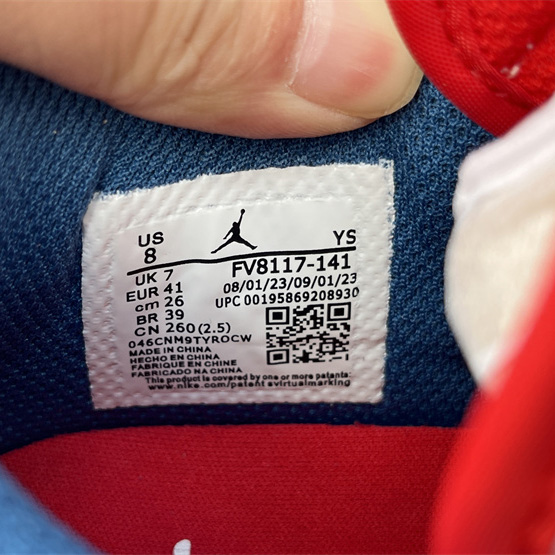 US
8
YS
UK 7
FV8117-141
EUR 41
08/01/23/09/01/23
cm 26
UPC 00195869208930
BR 39
CN 260(2.5)
046CNM9TYROCW
MADE IN CHINA
HECHO EN CHINA
FABRIQUE EN CHINE
FABRICADO NA CHINA
This product is covered by one or more patents:
www.nike.com/patentsvirtualmarking